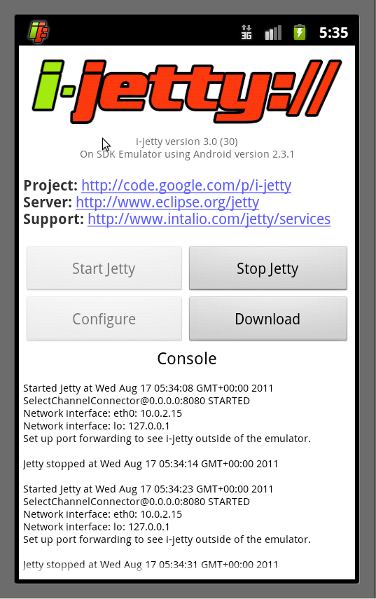 3G 5:35
i-jetty://
i-jetty version 3.0 (30)
On SDK Emulator using Android version 2.3.1
Project: http://code.google.com/p/i-jetty
Server: http://www.eclipse.org/jetty
Support: http://www.intalio.com/jetty/services
Start Jetty Stop Jetty
Configure Download
Console
Started Jetty at Wed Aug 17 05:34:08 GMT+00:00 2011
SelectChannelConnector@0.0.0.0:8080 STARTED
Network interface: eth0: 10.0.2.15
Network interface: lo: 127.0.0.1
Set up port forwarding to see i-jetty outside of the emulator.
Jetty stopped at Wed Aug 17 05:34:14 GMT+00:00 2011
Started Jetty at Wed Aug 17 05:34:23 GMT+00:00 2011
SelectChannelConnector@0.0.0.0:8080 STARTED
Network interface: eth0: 10.0.2.15
Network interface: lo: 127.0.0.1
Set up port forwarding to see i-jetty outside of the emulator.
Jetty stopped at Wed Aug 17 05:34:31 GMT+00:00 2011